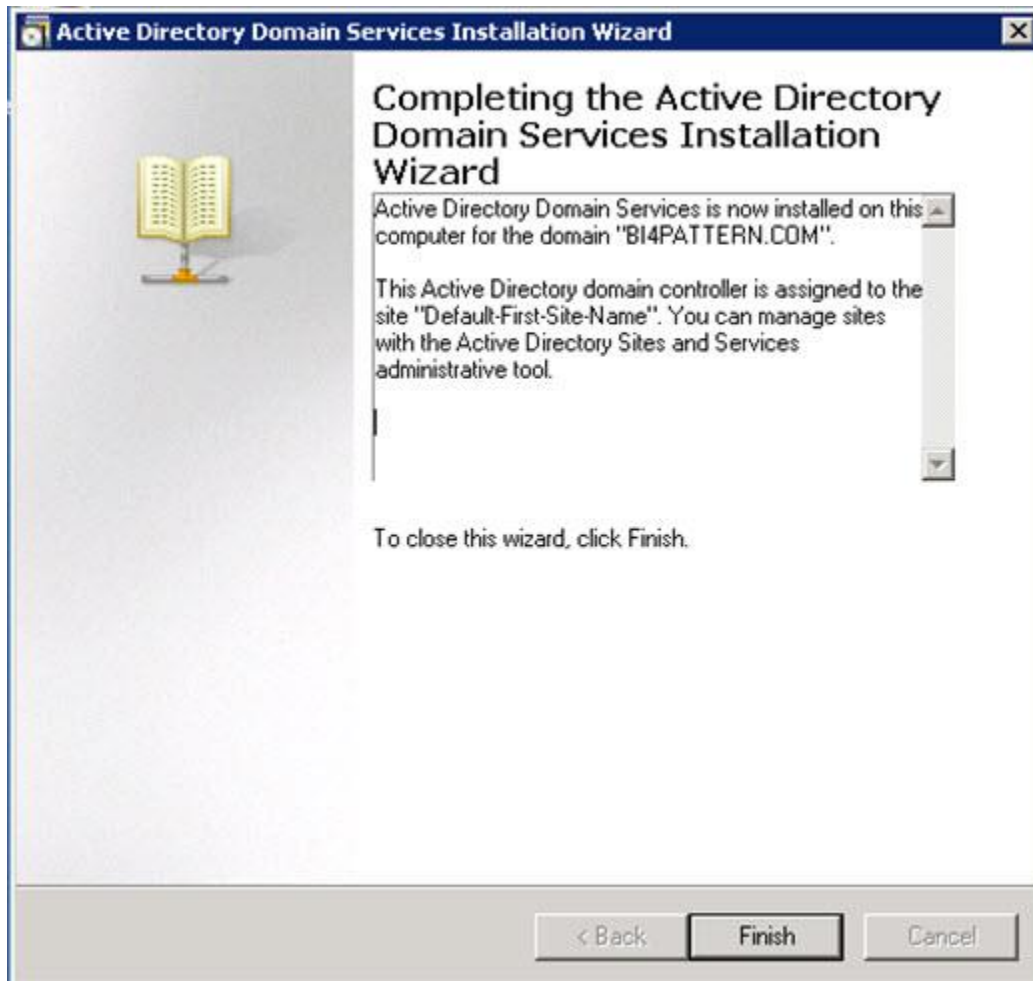 Active Directory Domain Services Installation Wizard
Completing the Active Directory
Domain Services Installation
Wizard
Active Directory Domain Services is now installed on this
computer for the domain "BI4PATTERN.COM".
This Active Directory domain controller is assigned to the
site "Default-First-Site-Name". You can manage sites
with the Active Directory Sites and Services
administrative tool.
To close this wizard, click Finish.
< Back Finish Cancel